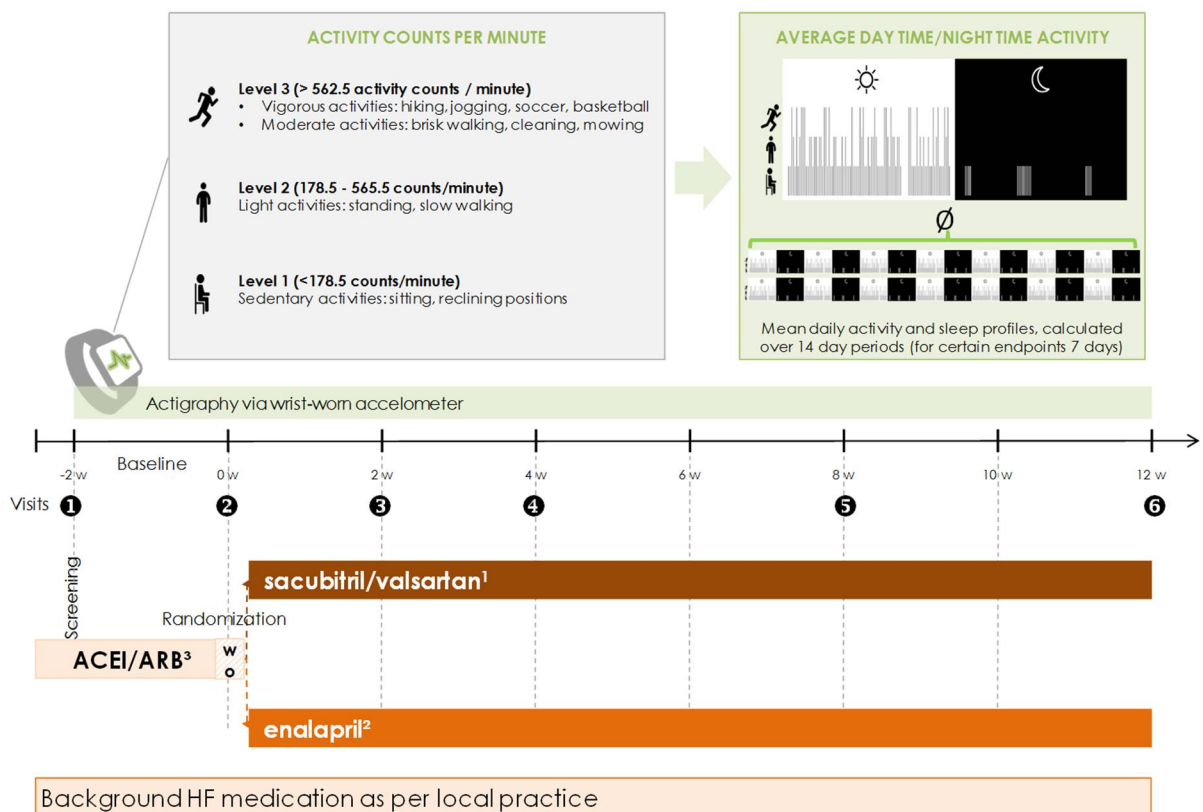 ACTIVITY COUNTS PER MINUTE
Level 3 (> 562.5 activity counts / minute)
• Vigorous activities: hiking, jogging, soccer, basketball
• Moderate activities: brisk walking, cleaning, mowing
Level 2 (178.5 - 565.5 counts/minute)
Light activities: standing, slow walking
Level 1 (<178.5 counts/minute)
Sedentary activities: sitting, reclining positions
AVERAGE DAY TIME/NIGHT TIME ACTIVITY
Ø
Mean daily activity and sleep profiles, calculated
over 14 day periods (for certain endpoints 7 days)
Actigraphy via wrist-worn accelometer
Baseline
-2 w 0 w 2 w 4 w 6 w 8 w 10 w 12 w
Visits 1 2 3 4 5 6
Screening
sacubitril/valsartan¹
Randomization
ACEI/ARB³
w
o
enalapril²
Background HF medication as per local practice